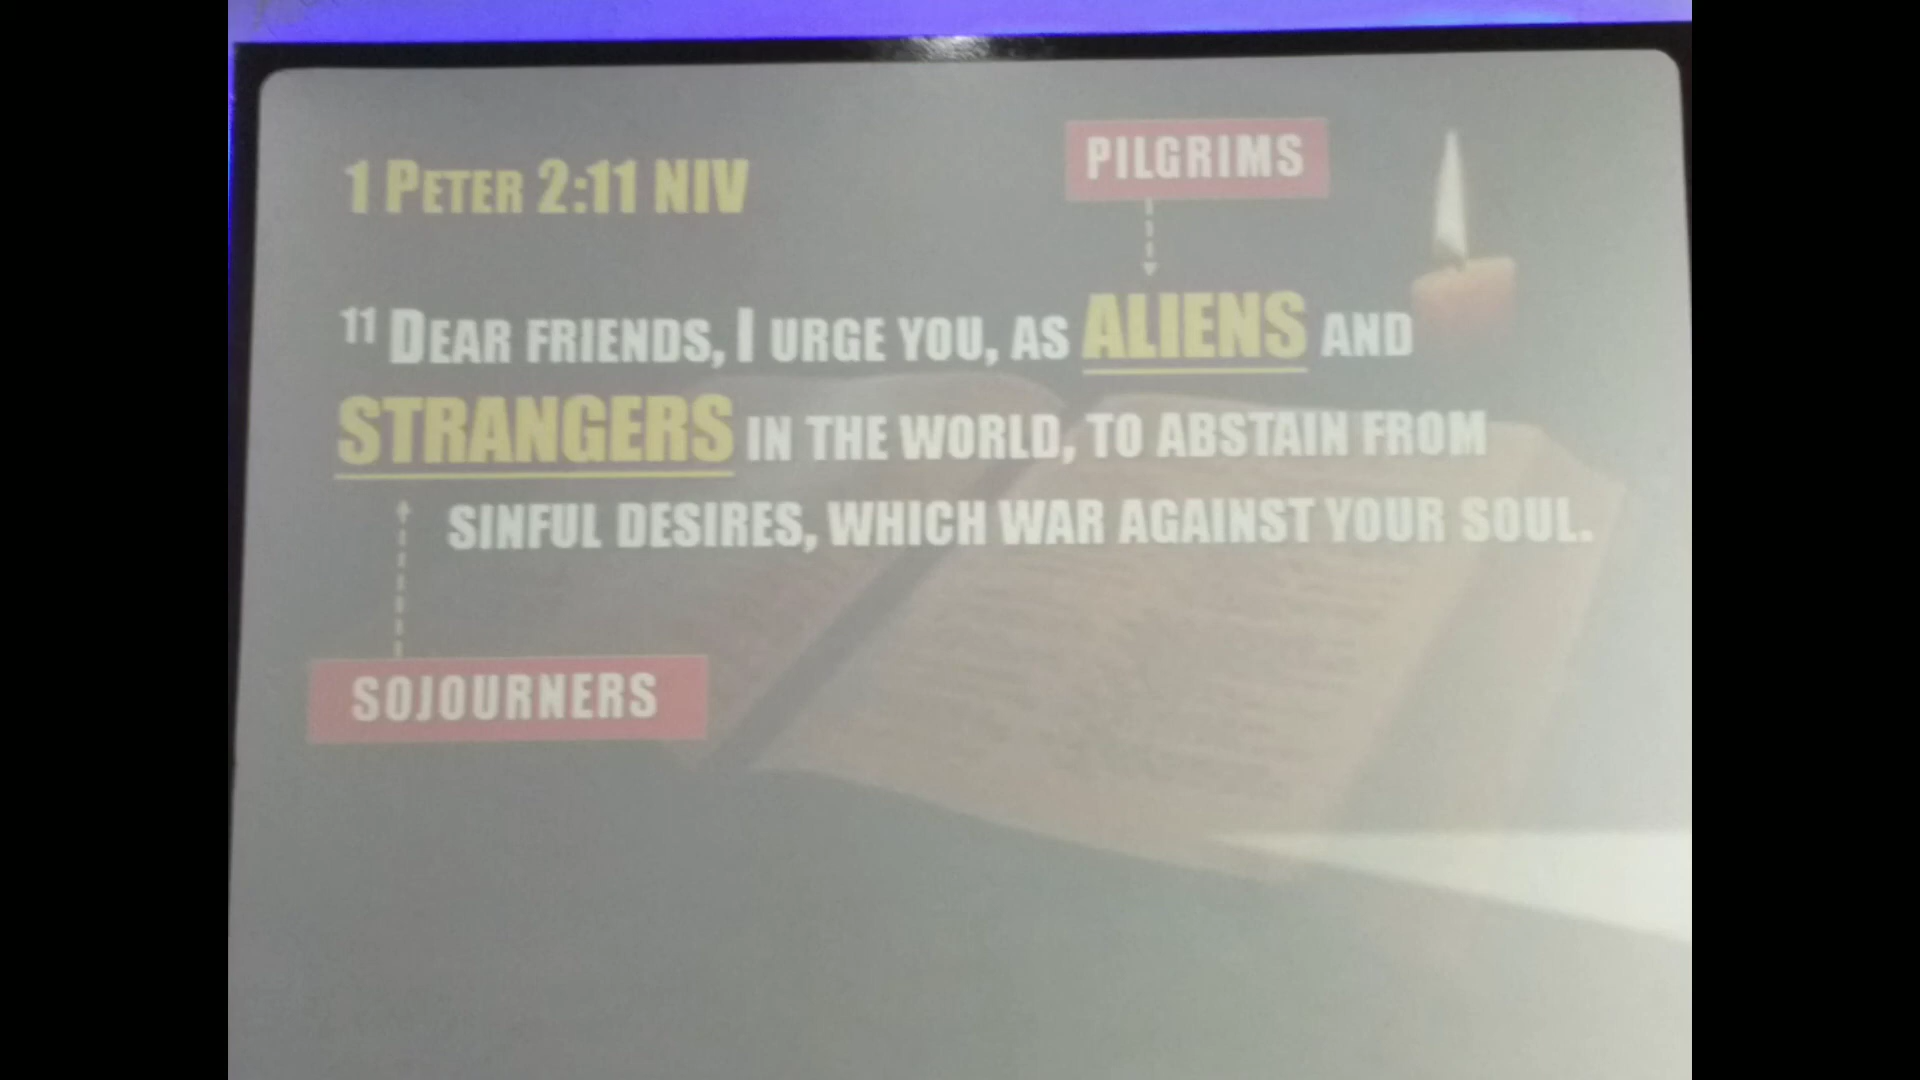 PILGRIMS
1 PETER 2:11 NIV
11 DEAR FRIENDS, I URGE YOU, AS ALIENS AND
STRANGERS IN THE WORLD, TO ABSTAIN FROM
SINFUL DESIRES, WHICH WAR AGAINST YOUR SOUL.
SOJOURNERS